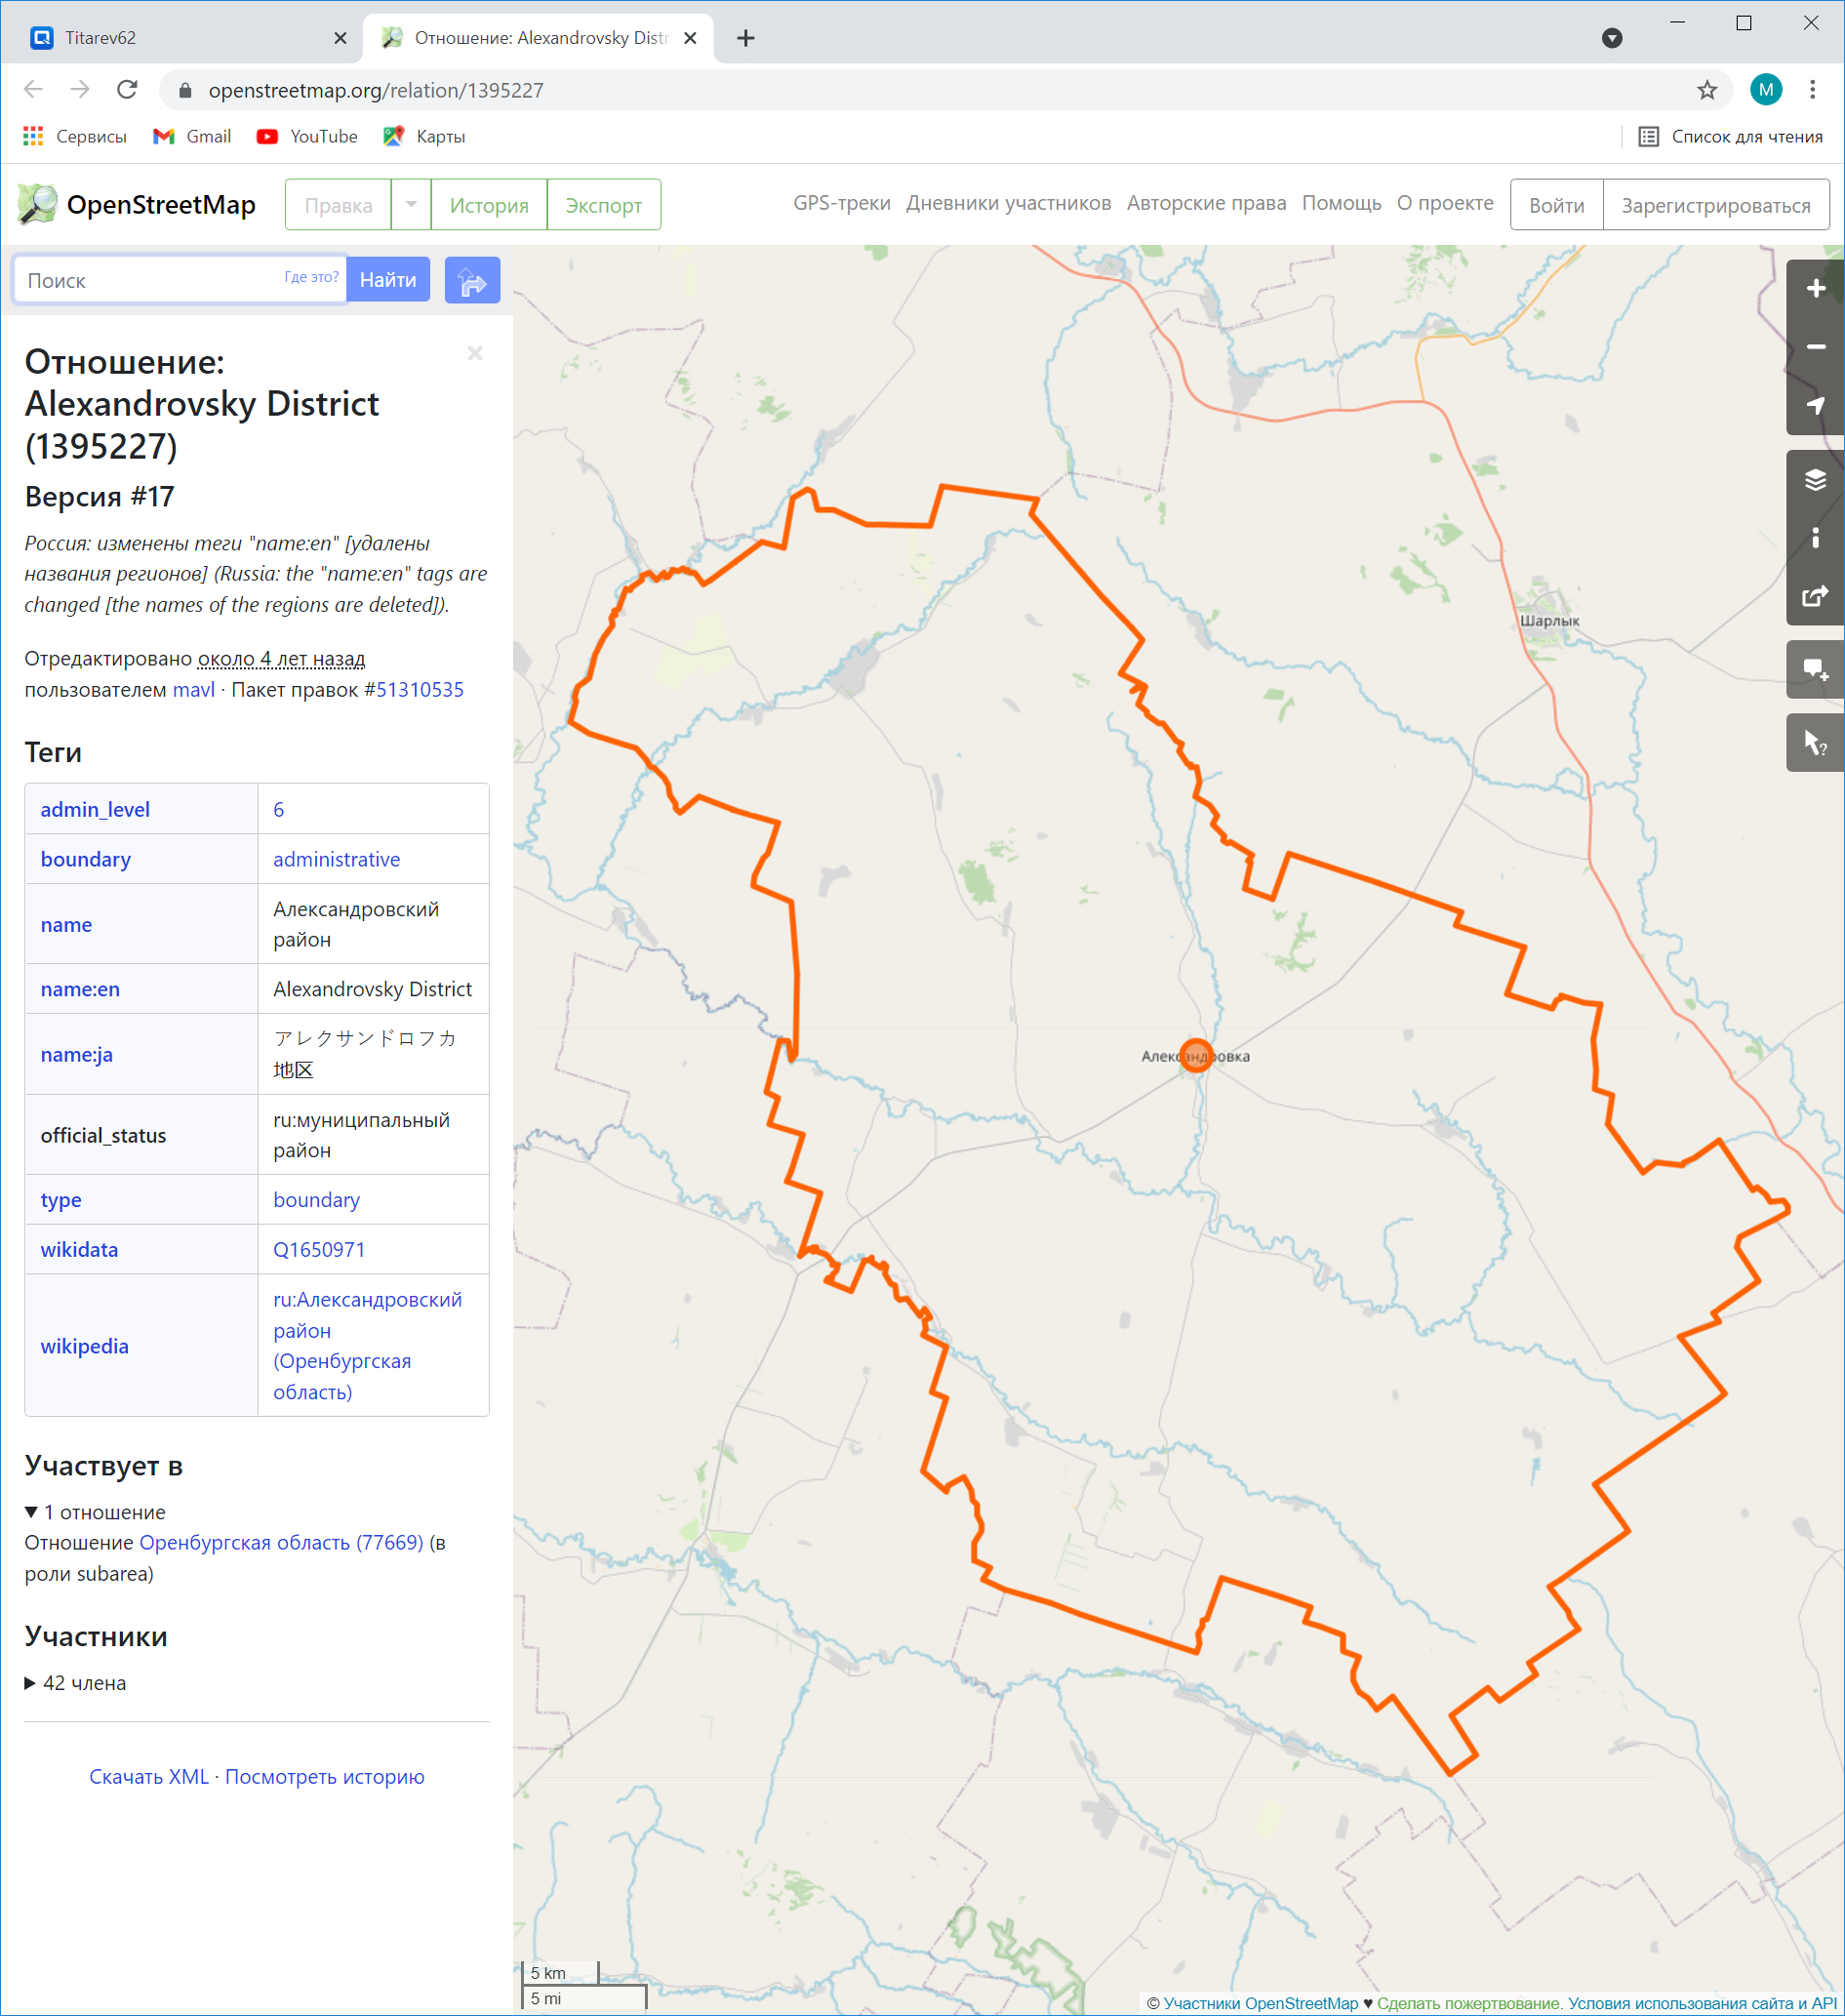 Titarev62
Отношение: Alexandrovsky Dist
openstreetmap.org/relation/1395227
M
Сервисы
Gmail
YouTube
Карты
Список для чтения
OpenStreetMap
Правка
История
Экспорт
GPS-треки
Дневники участников
Авторские права
Помощь
О проекте
Войти
Зарегистрироваться
Поиск
Где это?
Найти
Отношение:
Alexandrovsky District
(1395227)
Версия #17
Россия: изменены теги "name:en" [удалены
названия регионов] (Russia: the "name:en" tags are
changed [the names of the regions are deleted]).
Отредактировано около 4 лет назад
пользователем mavl · Пакет правок #51310535
Теги
admin_level 6
boundary administrative
name Александровский
район
name:en Alexandrovsky District
name:ja アレクサンドロフカ
地区
official_status ru:муниципальный
район
type boundary
wikidata Q1650971
wikipedia ru:Александровский
район
(Оренбургская
область)
Участвует в
▼ 1 отношение
Отношение Оренбургская область (77669) (в
роли subarea)
Участники
▶ 42 члена
Скачать XML · Посмотреть историю
Шарлык
Александровка
5 km
5 mi
© Участники OpenStreetMap ♥ Сделать пожертвование. Условия использования сайта и API